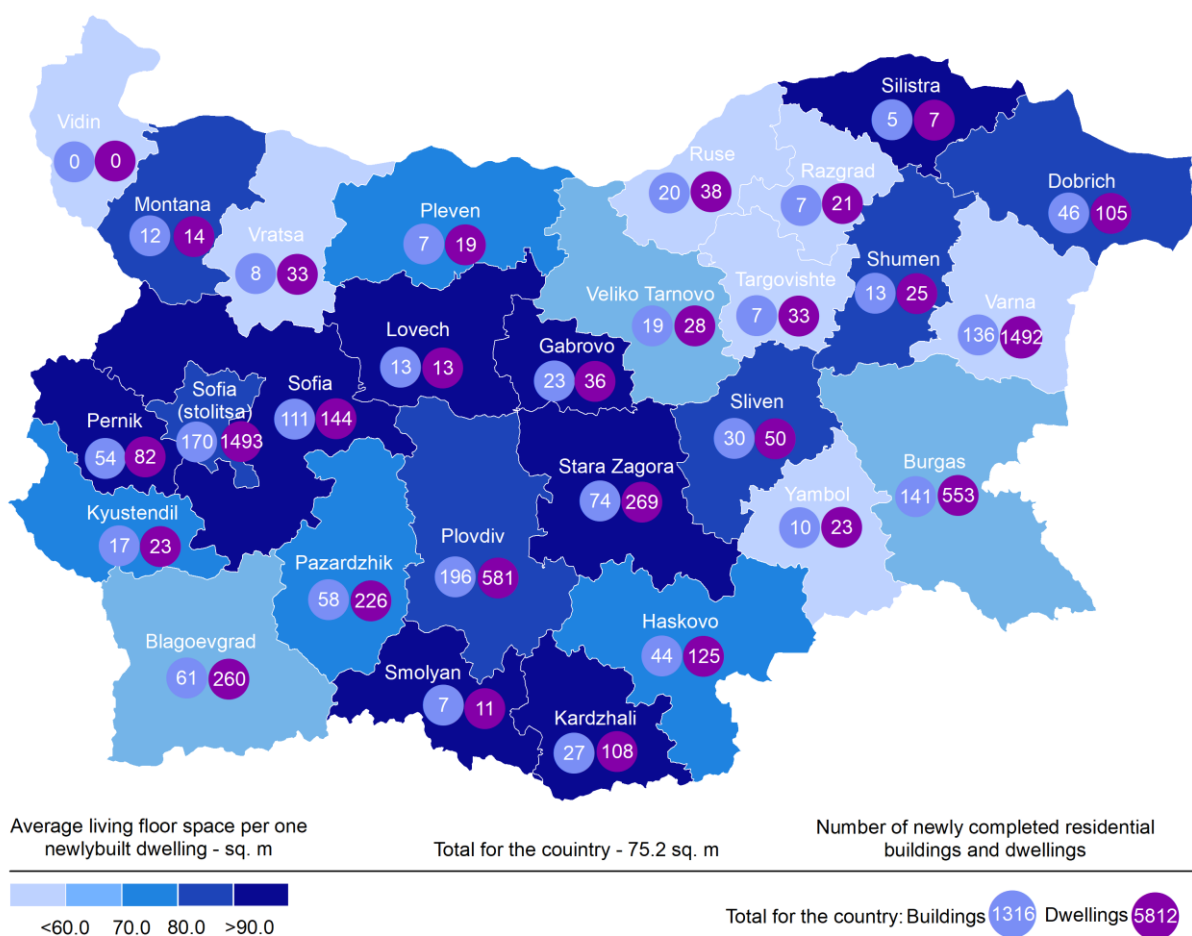 Silistra
5 7
Vidin
0 0
Ruse
20 38
Razgrad
7 21
Dobrich
46 105
Montana
12 14
Pleven
7 19
Vratsa
8 33
Shumen
13 25
Targovishte
7 33
Veliko Tarnovo
19 28
Varna
136 1492
Lovech
13 13
Gabrovo
23 36
Sofia
(stolitsa)
170 1493
Sofia
111 144
Sliven
30 50
Pernik
54 82
Stara Zagora
74 269
Burgas
141 553
Yambol
10 23
Kyustendil
17 23
Plovdiv
196 581
Pazardzhik
58 226
Haskovo
44 125
Blagoevgrad
61 260
Smolyan
7 11
Kardzhali
27 108
Average living floor space per one
newlybuilt dwelling - sq. m
Total for the couintry - 75.2 sq. m
Number of newly completed residential
buildings and dwellings
<60.0 70.0 80.0 >90.0
Total for the country: Buildings 1316 Dwellings 5812